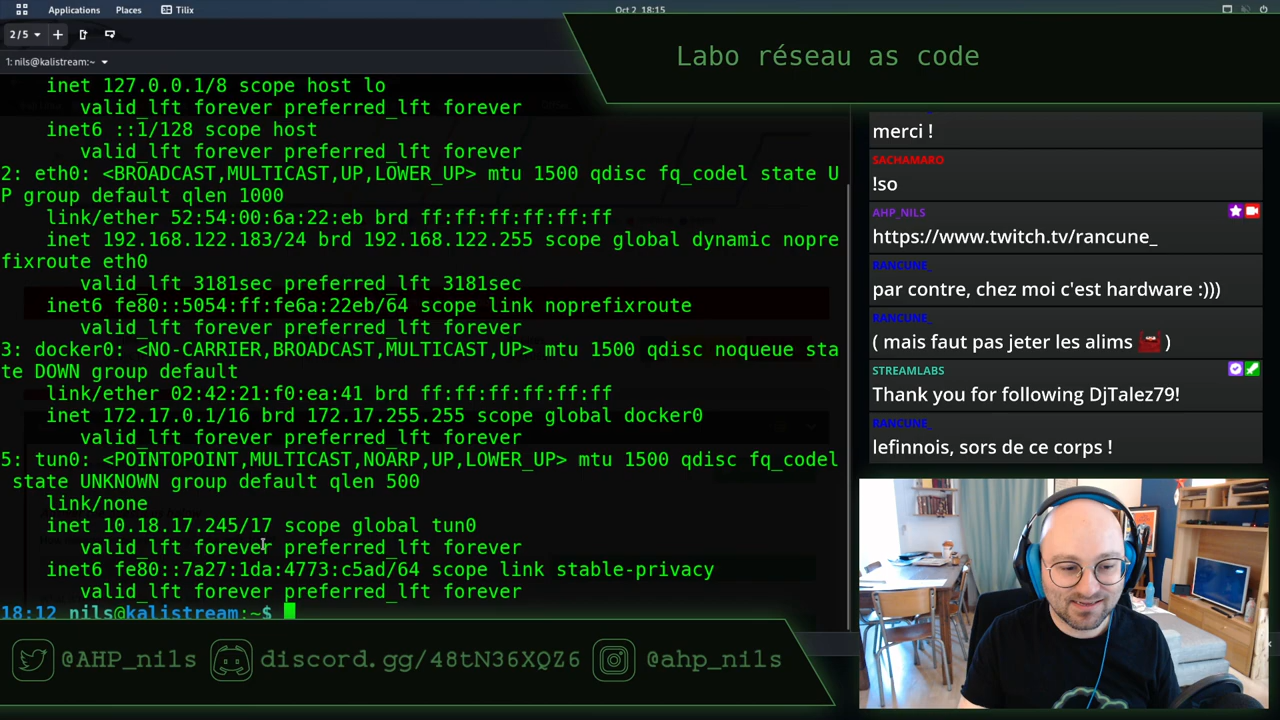 Applications Places Tilix
Oct 2 18:15
2/5
1: nils@kalistream:~
Labo réseau as code
inet 127.0.0.1/8 scope host lo
valid_lft forever preferred_lft forever
inet6 ::1/128 scope host
valid_lft forever preferred_lft forever
2: eth0: <BROADCAST,MULTICAST,UP,LOWER_UP> mtu 1500 qdisc fq_codel state U
P group default qlen 1000
link/ether 52:54:00:6a:22:eb brd ff:ff:ff:ff:ff:ff
inet 192.168.122.183/24 brd 192.168.122.255 scope global dynamic nopre
fixroute eth0
valid_lft 3181sec preferred_lft 3181sec
inet6 fe80::5054:ff:fe6a:22eb/64 scope link noprefixroute
valid_lft forever preferred_lft forever
3: docker0: <NO-CARRIER,BROADCAST,MULTICAST,UP> mtu 1500 qdisc noqueue sta
te DOWN group default
link/ether 02:42:21:f0:ea:41 brd ff:ff:ff:ff:ff:ff
inet 172.17.0.1/16 brd 172.17.255.255 scope global docker0
valid_lft forever preferred_lft forever
5: tun0: <POINTOPOINT,MULTICAST,NOARP,UP,LOWER_UP> mtu 1500 qdisc fq_codel
state UNKNOWN group default qlen 500
link/none
inet 10.18.17.245/17 scope global tun0
valid_lft forever preferred_lft forever
inet6 fe80::7a27:1da:4773:c5ad/64 scope link stable-privacy
valid_lft forever preferred_lft forever
18:12 nils@kalistream:~$
merci !
SACHAMARO
!so
AHP_NILS
https://www.twitch.tv/rancune_
RANCUNE_
par contre, chez moi c'est hardware :)))
RANCUNE_
( mais faut pas jeter les alims )
STREAMLABS
Thank you for following DjTalez79!
RANCUNE_
lefinnois, sors de ce corps !
@AHP_nils discord.gg/48tN36XQZ6 @ahp_nils